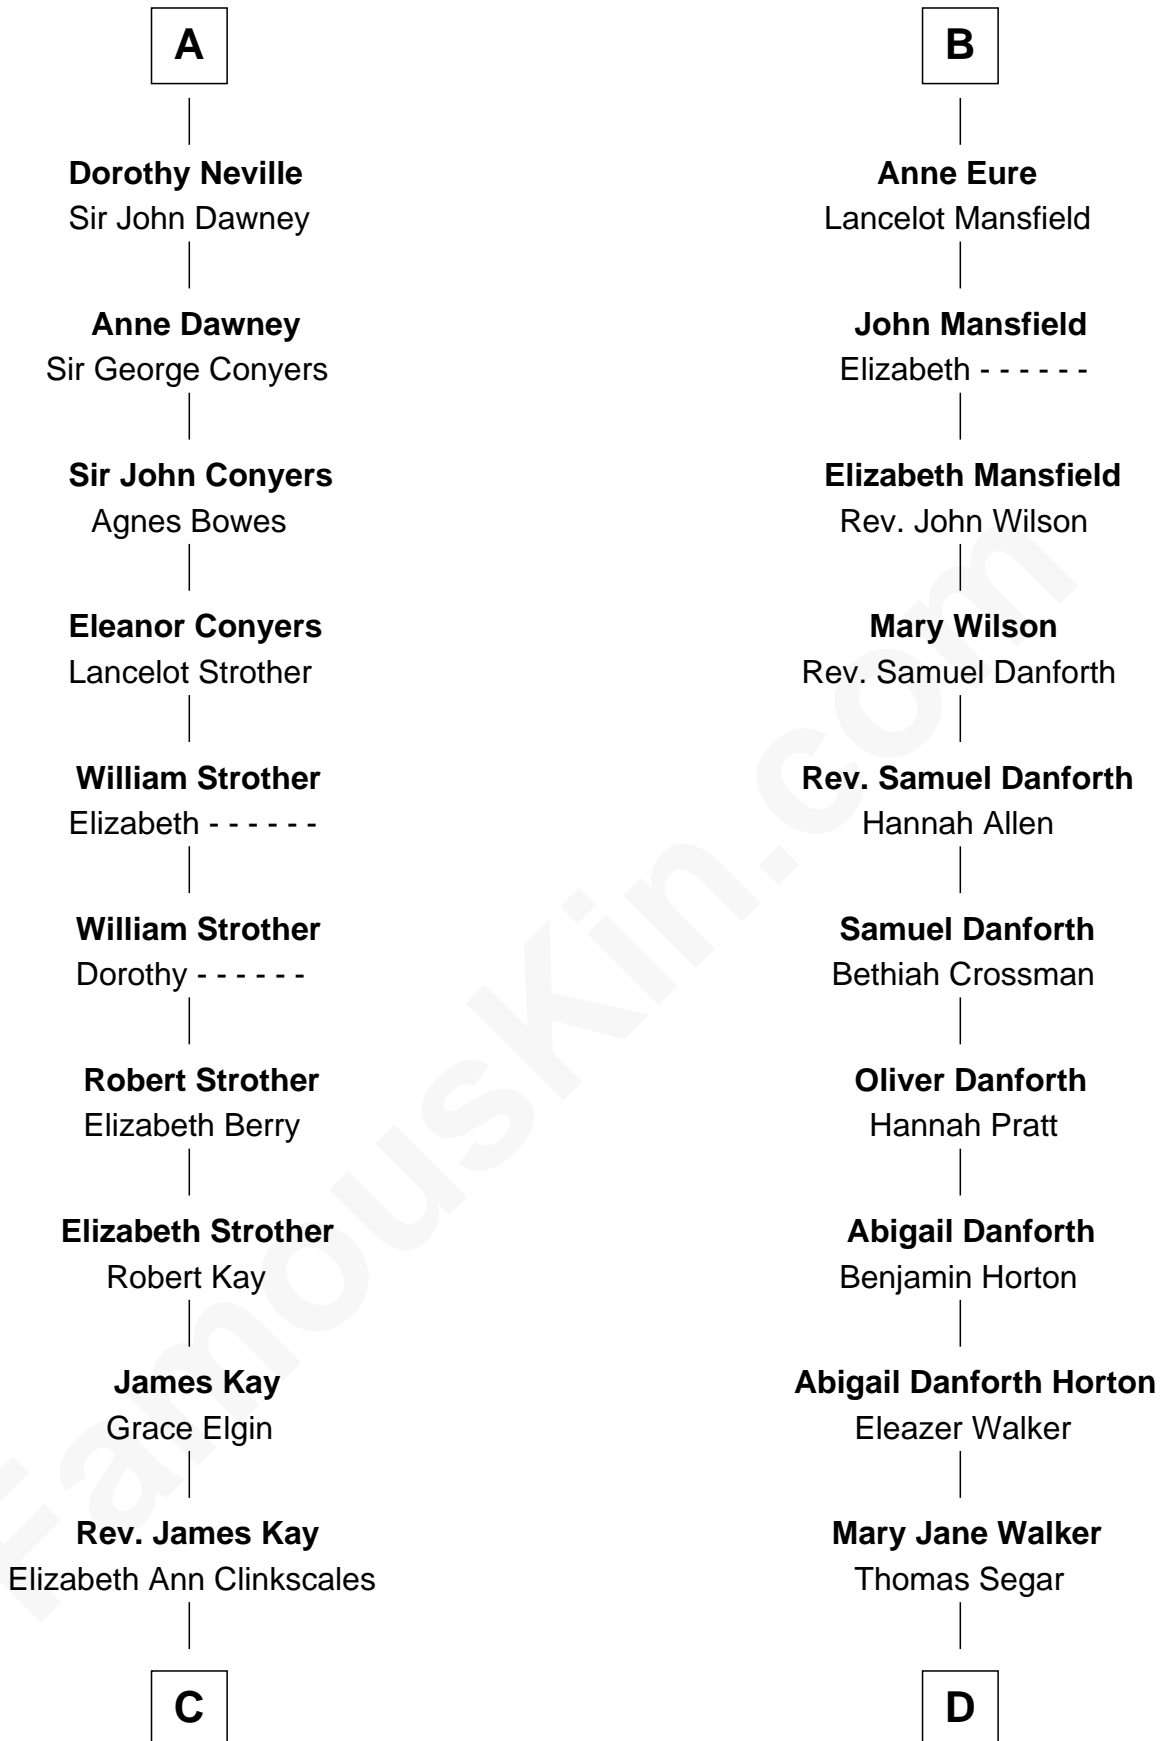 A
Dorothy Neville
Sir John Dawney
Anne Dawney
Sir George Conyers
Sir John Conyers
Agnes Bowes
Eleanor Conyers
Lancelot Strother
William Strother
Elizabeth - - - - - -
William Strother
Dorothy - - - - - -
Robert Strother
Elizabeth Berry
Elizabeth Strother
Robert Kay
James Kay
Grace Elgin
Rev. James Kay
Elizabeth Ann Clinkscales
C
B
Anne Eure
Lancelot Mansfield
John Mansfield
Elizabeth - - - - - -
Elizabeth Mansfield
Rev. John Wilson
Mary Wilson
Rev. Samuel Danforth
Rev. Samuel Danforth
Hannah Allen
Samuel Danforth
Bethiah Crossman
Oliver Danforth
Hannah Pratt
Abigail Danforth
Benjamin Horton
Abigail Danforth Horton
Eleazer Walker
Mary Jane Walker
Thomas Segar
D
FamousKin.com